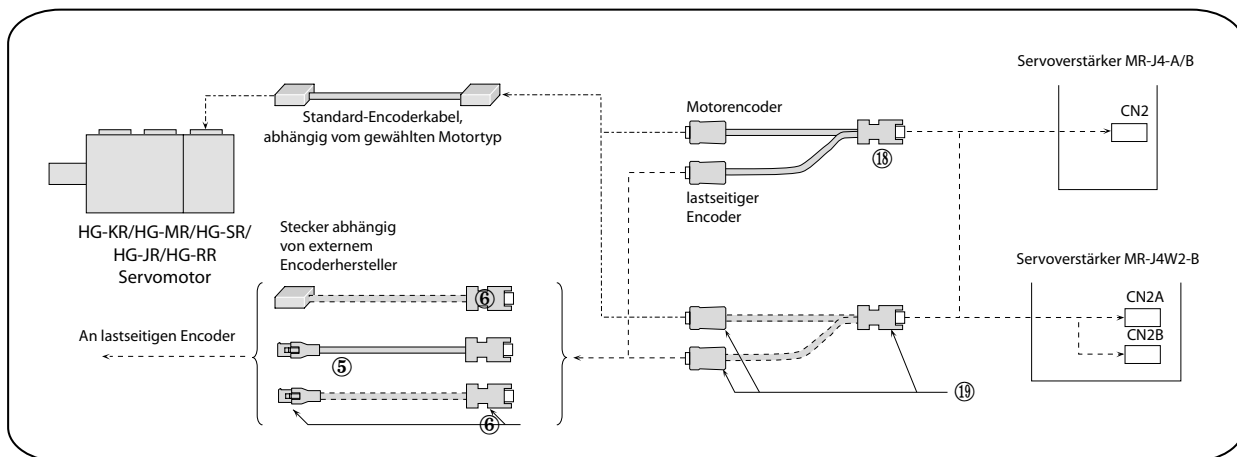 Servoverstärker MR-J4-A/B
CN2
Motorencoder
Standard-Encoderkabel,
abhängig vom gewählten Motortyp
⑱
lastseitiger
Encoder
HG-KR/HG-MR/HG-SR/
HG-JR/HG-RR
Servomotor
Stecker abhängig
von externem
Encoderhersteller
Servoverstärker MR-J4W2-B
CN2A
CN2B
An lastseitigen Encoder
⑥
⑤
⑥
⑲